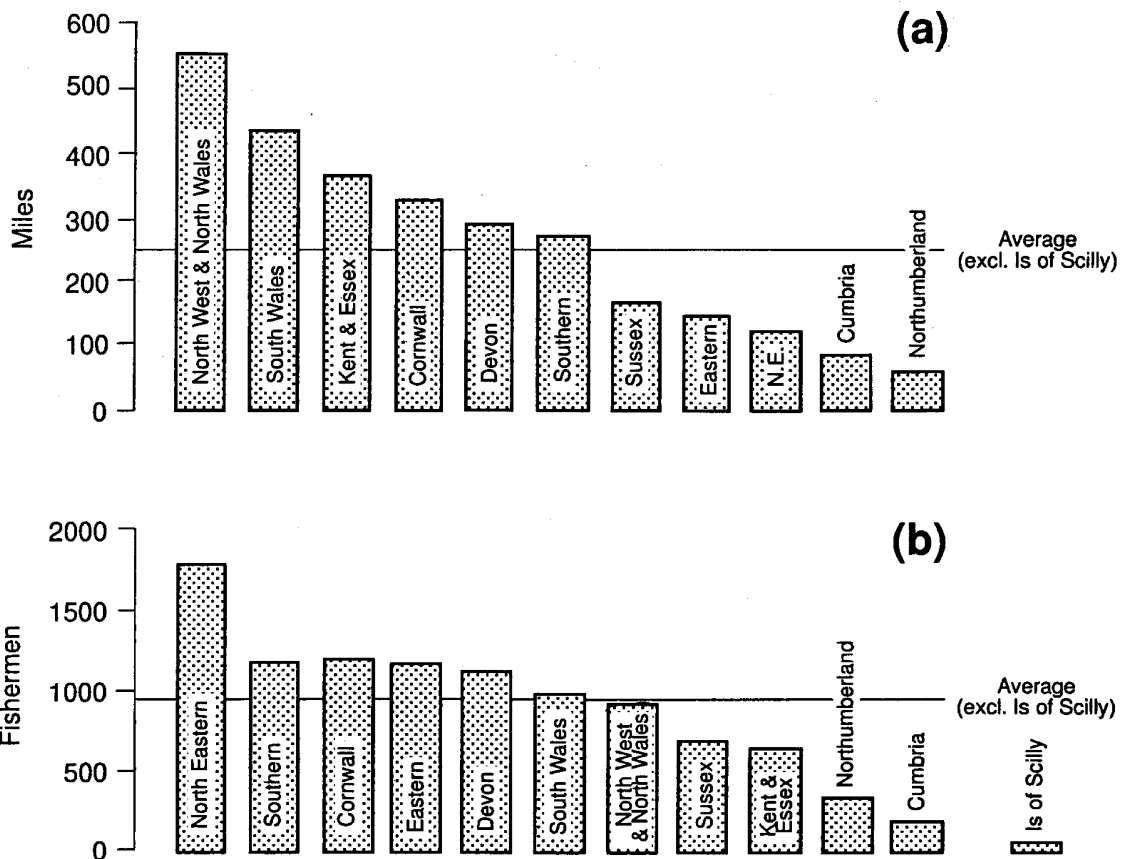 (a)
Miles
600
500
400
300
200
100
0
North West & North Wales
South Wales
Kent & Essex
Cornwall
Devon
Southern
Sussex
Eastern
N.E.
Cumbria
Northumberland
Average
(excl. Is of Scilly)
(b)
Fishermen
2000
1500
1000
500
0
North Eastern
Southern
Cornwall
Eastern
Devon
South Wales
North West
& North Wales
Sussex
Kent &
Essex
Northumberland
Cumbria
Average
(excl. Is of Scilly)
Is of Scilly